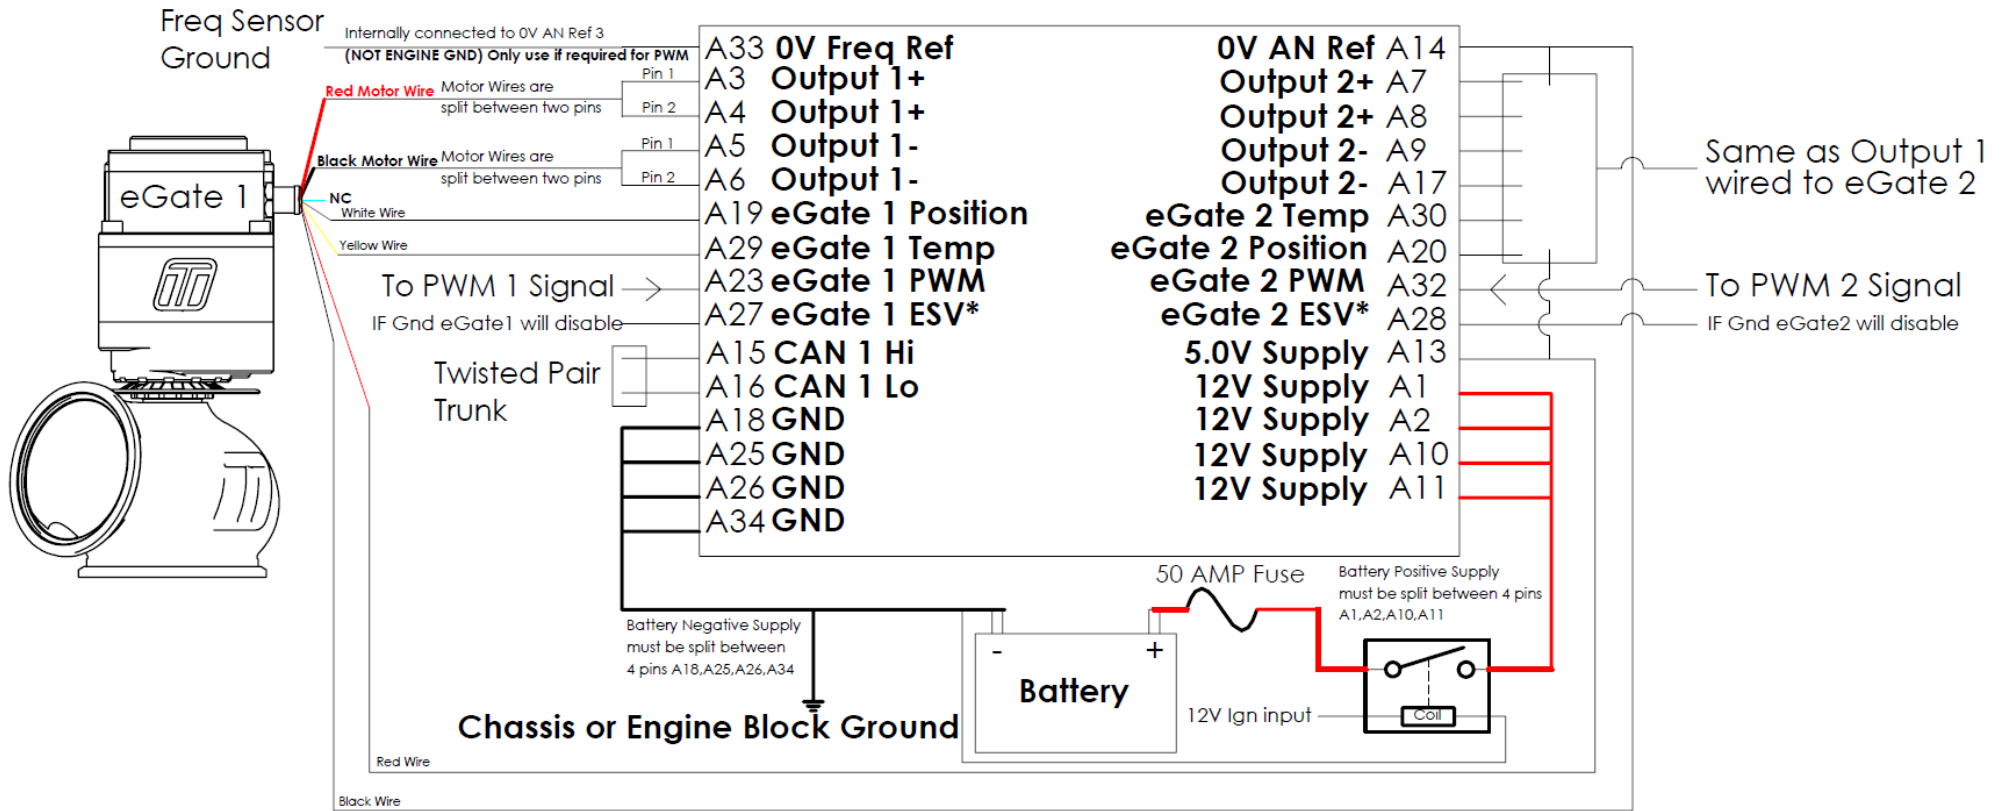 Freq Sensor
Ground
Internally connected to 0V AN Ref 3
(NOT ENGINE GND) Only use if required for PWM
Red Motor Wire
Motor Wires are
split between two pins
Pin 1
Pin 2
Black Motor Wire
Motor Wires are
split between two pins
Pin 1
Pin 2
NC
White Wire
Yellow Wire
eGate 1
To PWM 1 Signal
IF Gnd eGate1 will disable
Twisted Pair
Trunk
A33 0V Freq Ref
A3 Output 1+
A4 Output 1+
A5 Output 1-
A6 Output 1-
A19 eGate 1 Position
A29 eGate 1 Temp
A23 eGate 1 PWM
A27 eGate 1 ESV*
A15 CAN 1 Hi
A16 CAN 1 Lo
A18 GND
A25 GND
A26 GND
A34 GND
0V AN Ref A14
Output 2+ A7
Output 2+ A8
Output 2- A9
Output 2- A17
eGate 2 Temp A30
eGate 2 Position A20
eGate 2 PWM A32
eGate 2 ESV* A28
5.0V Supply A13
12V Supply A1
12V Supply A2
12V Supply A10
12V Supply A11
Same as Output 1
wired to eGate 2
To PWM 2 Signal
IF Gnd eGate2 will disable
50 AMP Fuse
Battery Positive Supply
must be split between 4 pins
A1,A2,A10,A11
Battery Negative Supply
must be split between
4 pins A18,A25,A26,A34
- +
Battery
12V Ign input
Coil
Chassis or Engine Block Ground
Red Wire
Black Wire